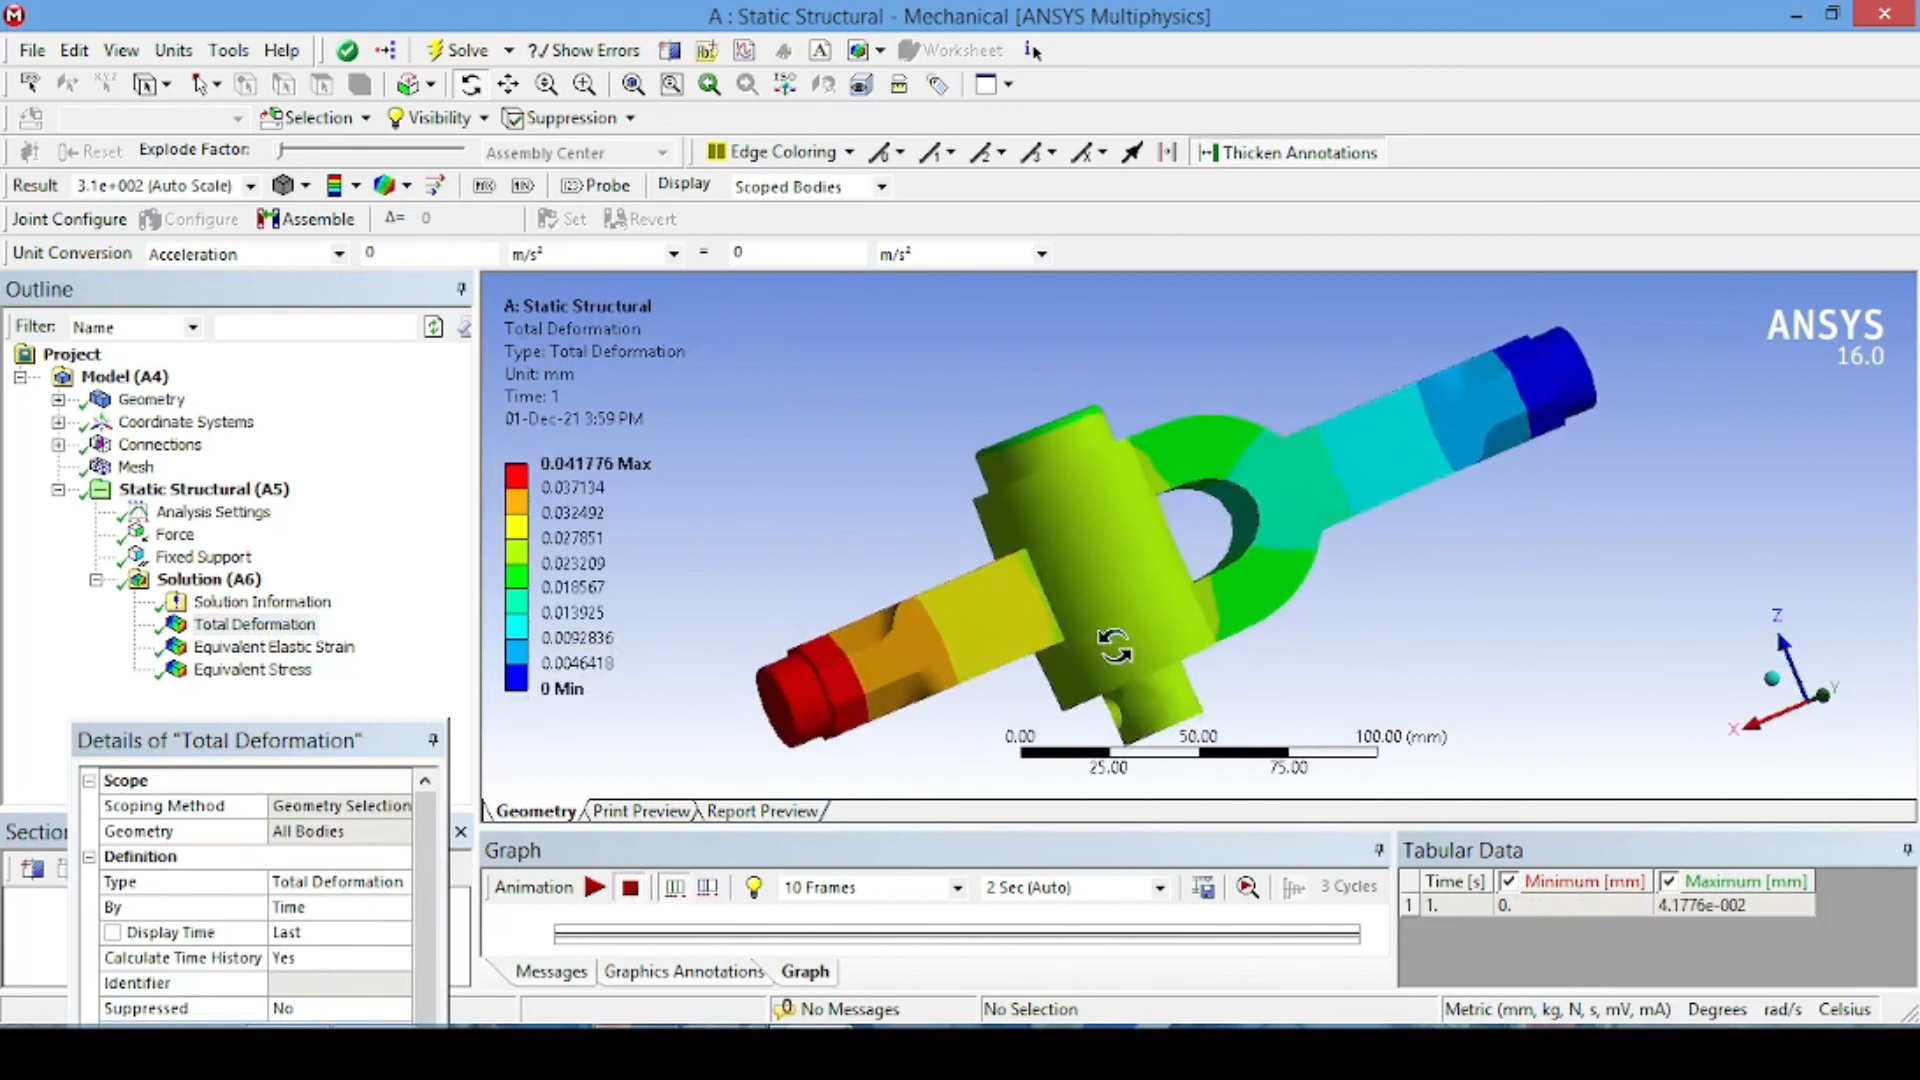 A : Static Structural - Mechanical [ANSYS Multiphysics]
File Edit View Units Tools Help Solve ?/ Show Errors A Worksheet i
ISO
Selection Visibility Suppression
Reset Explode Factor: Assembly Center Edge Coloring Thicken Annotations
Result 3.1e+002 (Auto Scale) MAX MIN Probe Display Scoped Bodies
Joint Configure Configure Assemble Δ= 0 Set Revert
Unit Conversion Acceleration 0 m/s² = 0 m/s²
Outline
Filter: Name
Project
Model (A4)
Geometry
Coordinate Systems
Connections
Mesh
Static Structural (A5)
Analysis Settings
Force
Fixed Support
Solution (A6)
Solution Information
Total Deformation
Equivalent Elastic Strain
Equivalent Stress
Details of "Total Deformation"
Scope
Scoping Method Geometry Selection
Geometry All Bodies
Definition
Type Total Deformation
By Time
Display Time Last
Calculate Time History Yes
Identifier
Suppressed No
A: Static Structural
Total Deformation
Type: Total Deformation
Unit: mm
Time: 1
01-Dec-21 3:59 PM
0.041776 Max
0.037134
0.032492
0.027851
0.023209
0.018567
0.013925
0.0092836
0.0046418
0 Min
ANSYS
16.0
Z
Y
X
0.00 50.00 100.00 (mm)
25.00 75.00
Geometry Print Preview Report Preview
Graph
Animation 10 Frames 2 Sec (Auto) 3 Cycles
Messages Graphics Annotations Graph
Tabular Data
Time [s] Minimum [mm] Maximum [mm]
1 1. 0. 4.1776e-002
No Messages No Selection Metric (mm, kg, N, s, mV, mA) Degrees rad/s Celsius